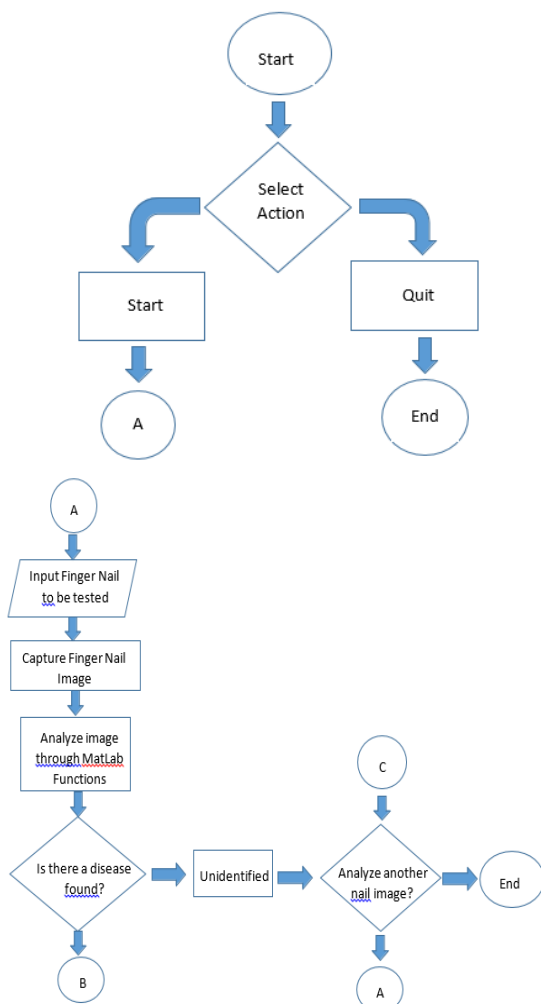 Start
Select
Action
Start
Quit
A
End
A
Input Finger Nail
to be tested
Capture Finger Nail
Image
Analyze image
through MatLab
Functions
C
Is there a disease
found?
Unidentified
Analyze another
nail image?
End
B
A